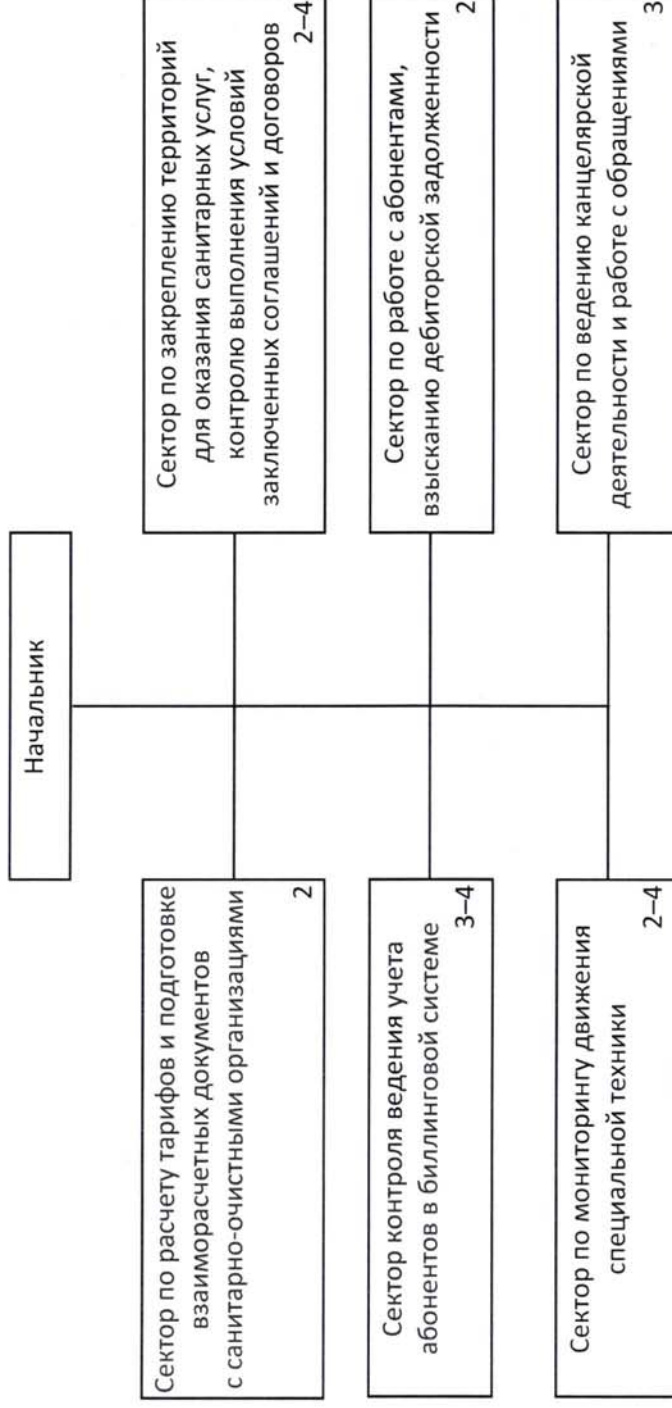 Начальник
Сектор по расчету тарифов и подготовке
взаиморасчетных документов
с санитарно-очистными организациями
2
Сектор по закреплению территорий
для оказания санитарных услуг,
контролю выполнения условий
заключенных соглашений и договоров
2–4
Сектор контроля ведения учета
абонентов в биллинговой системе
3–4
Сектор по работе с абонентами,
взысканию дебиторской задолженности
2
Сектор по мониторингу движения
специальной техники
2–4
Сектор по ведению канцелярской
деятельности и работе с обращениями
3